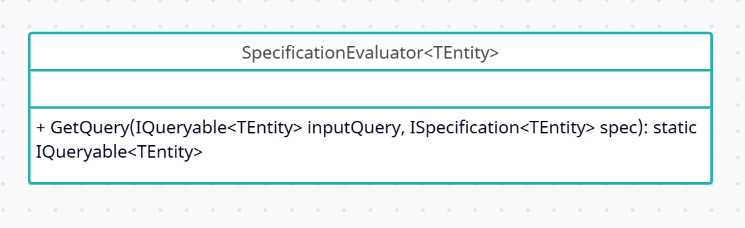 SpecificationEvaluator<TEntity>
+ GetQuery(IQueryable<TEntity> inputQuery, ISpecification<TEntity> spec): static
IQueryable<TEntity>